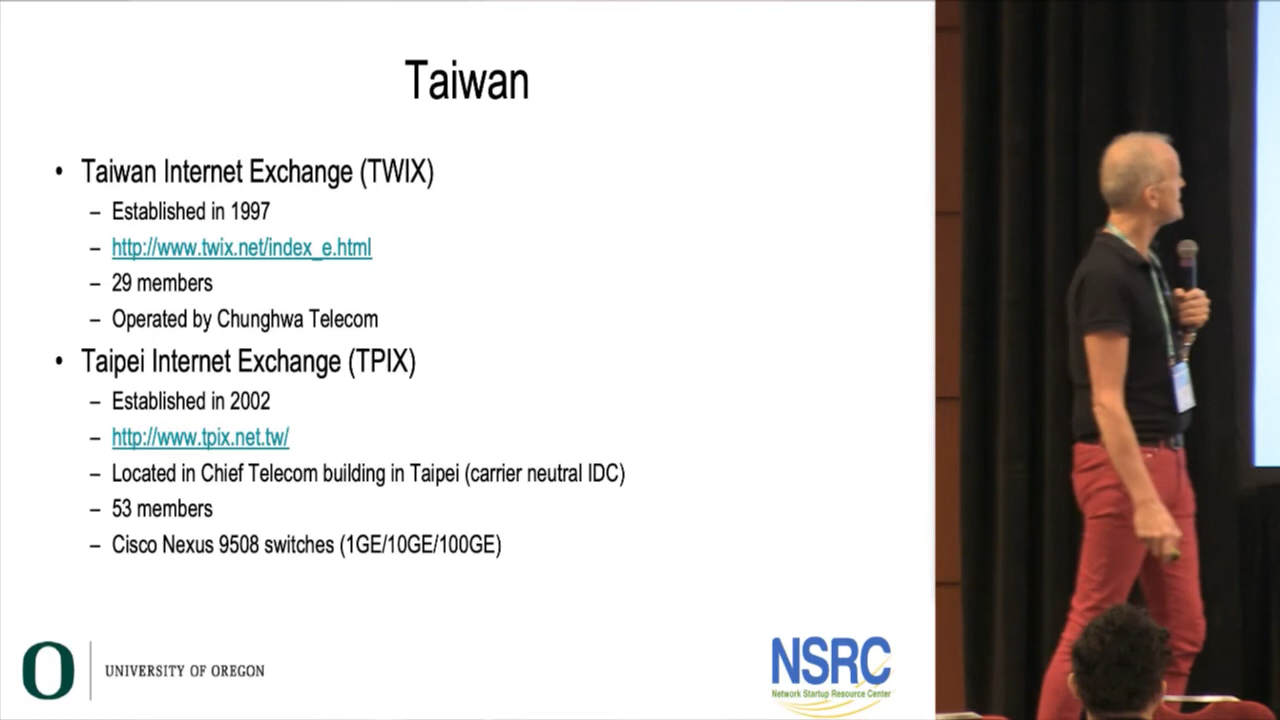 Taiwan
• Taiwan Internet Exchange (TWIX)
– Established in 1997
– http://www.twix.net/index_e.html
– 29 members
– Operated by Chunghwa Telecom
• Taipei Internet Exchange (TPIX)
– Established in 2002
– http://www.tpix.net.tw/
– Located in Chief Telecom building in Taipei (carrier neutral IDC)
– 53 members
– Cisco Nexus 9508 switches (1GE/10GE/100GE)
O
UNIVERSITY OF OREGON
NSRC
Network Startup Resource Center